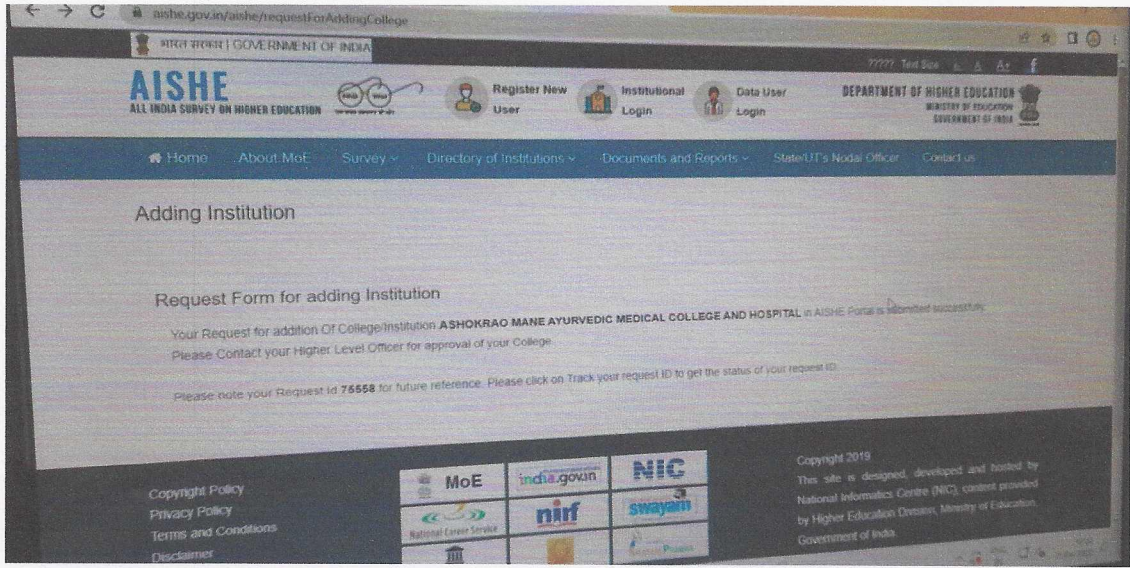 aishe.gov.in/aishe/requestForAddingCollege
भारत सरकार | GOVERNMENT OF INDIA
????? Text Size A- A A+ f
AISHE
ALL INDIA SURVEY ON HIGHER EDUCATION
Register New User
Institutional Login
Data User Login
DEPARTMENT OF HIGHER EDUCATION
MINISTRY OF EDUCATION
GOVERNMENT OF INDIA
Home About MoE Survey Directory of Institutions Documents and Reports State/UT's Nodal Officer Contact us
Adding Institution
Request Form for adding Institution
Your Request for addition Of College/Institution ASHOKRAO MANE AYURVEDIC MEDICAL COLLEGE AND HOSPITAL in AISHE Portal is submitted successfully.
Please Contact your Higher Level Officer for approval of your College.
Please note your Request Id 75558 for future reference. Please click on Track your request ID to get the status of your request ID.
Copyright Policy
Privacy Policy
Terms and Conditions
Disclaimer
MoE
india.gov.in
NIC
National Career Service
nirf
swayam
Copyright 2019
This site is designed, developed and hosted by
National Informatics Centre (NIC), content provided
by Higher Education Division, Ministry of Education
Government of India.